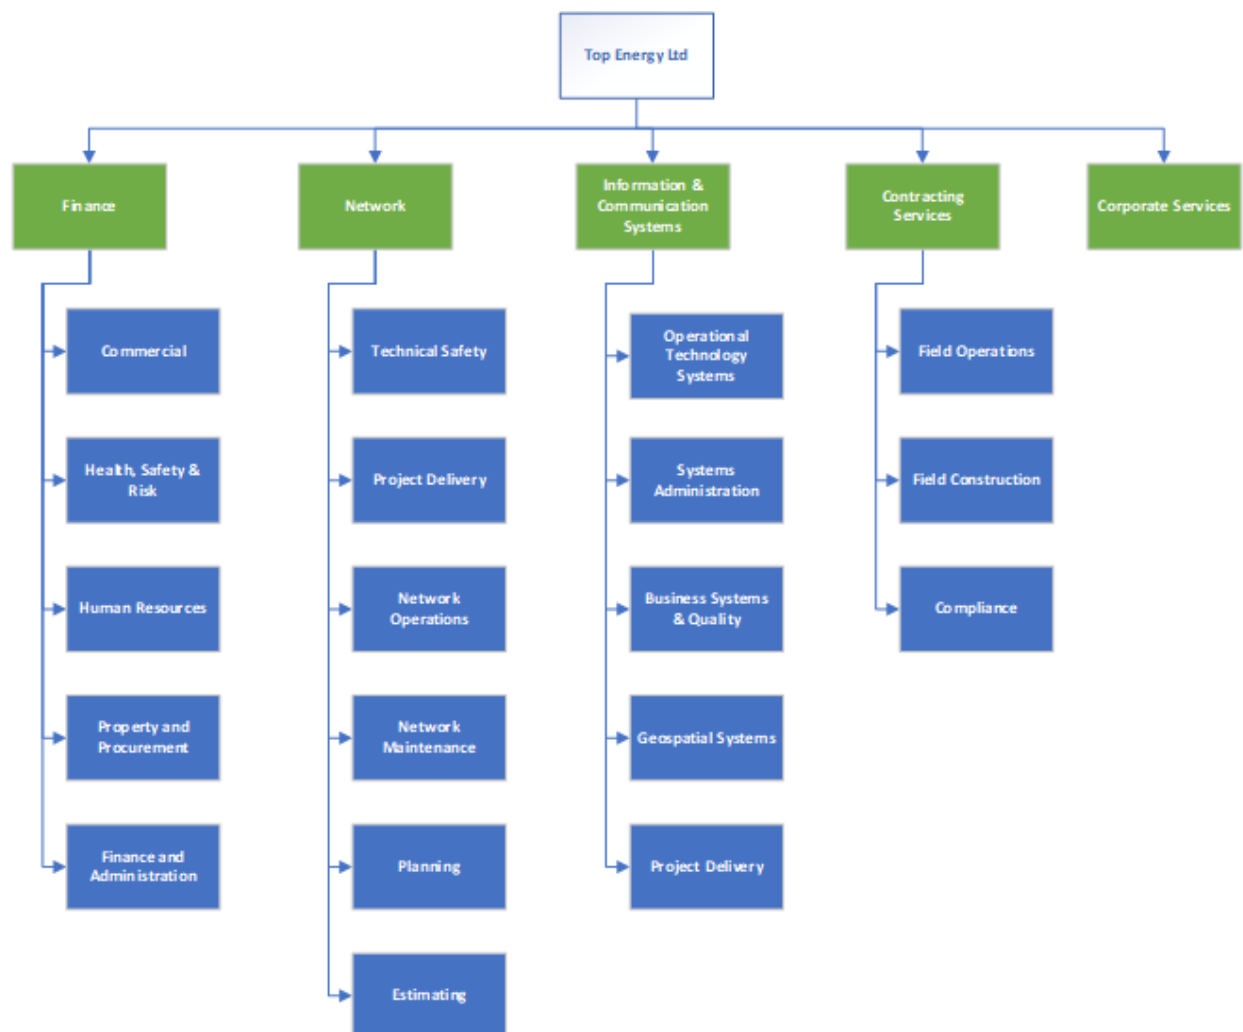 Top Energy Ltd
Finance
Network
Information &
Communication
Systems
Contracting
Services
Corporate Services
Commercial
Health, Safety &
Risk
Human Resources
Property and
Procurement
Finance and
Administration
Technical Safety
Project Delivery
Network
Operations
Network
Maintenance
Planning
Estimating
Operational
Technology
Systems
Systems
Administration
Business Systems
& Quality
Geospatial Systems
Project Delivery
Field Operations
Field Construction
Compliance